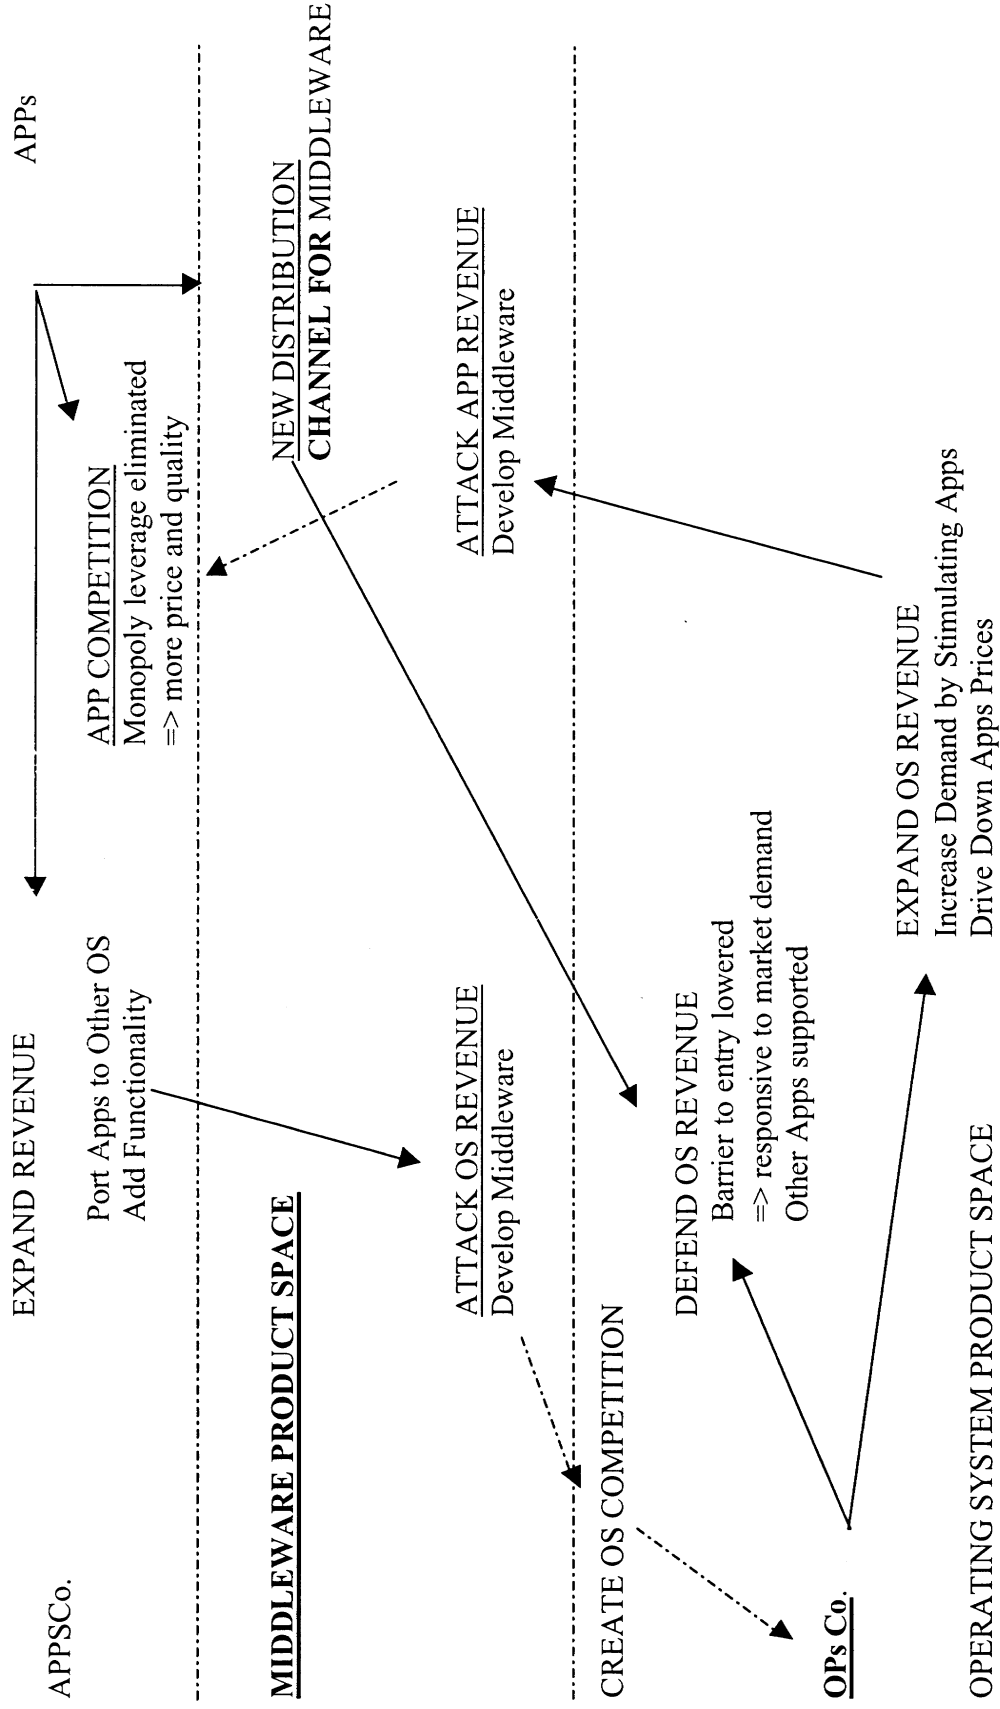 APPSCo.
EXPAND REVENUE
APPs
Port Apps to Other OS
Add Functionality
APP COMPETITION
Monopoly leverage eliminated
=> more price and quality
MIDDLEWARE PRODUCT SPACE
NEW DISTRIBUTION
CHANNEL FOR MIDDLEWARE
ATTACK OS REVENUE
Develop Middleware
ATTACK APP REVENUE
Develop Middleware
CREATE OS COMPETITION
DEFEND OS REVENUE
Barrier to entry lowered
=> responsive to market demand
Other Apps supported
OPs Co.
EXPAND OS REVENUE
Increase Demand by Stimulating Apps
Drive Down Apps Prices
OPERATING SYSTEM PRODUCT SPACE